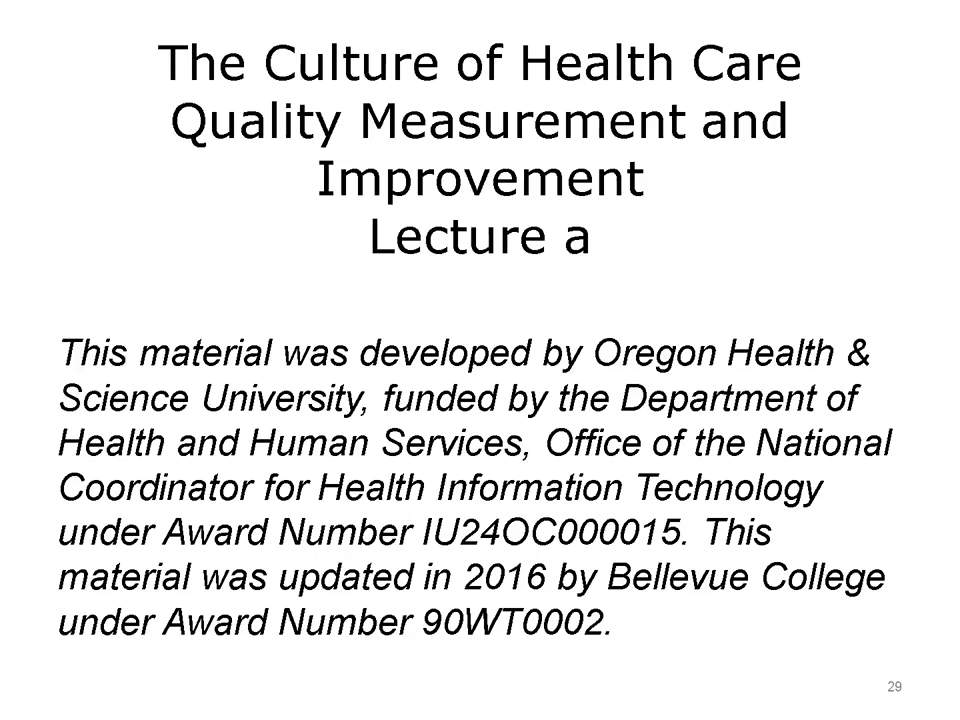 The Culture of Health Care
Quality Measurement and
Improvement
Lecture a
This material was developed by Oregon Health &
Science University, funded by the Department of
Health and Human Services, Office of the National
Coordinator for Health Information Technology
under Award Number IU24OC000015. This
material was updated in 2016 by Bellevue College
under Award Number 90WT0002.
29